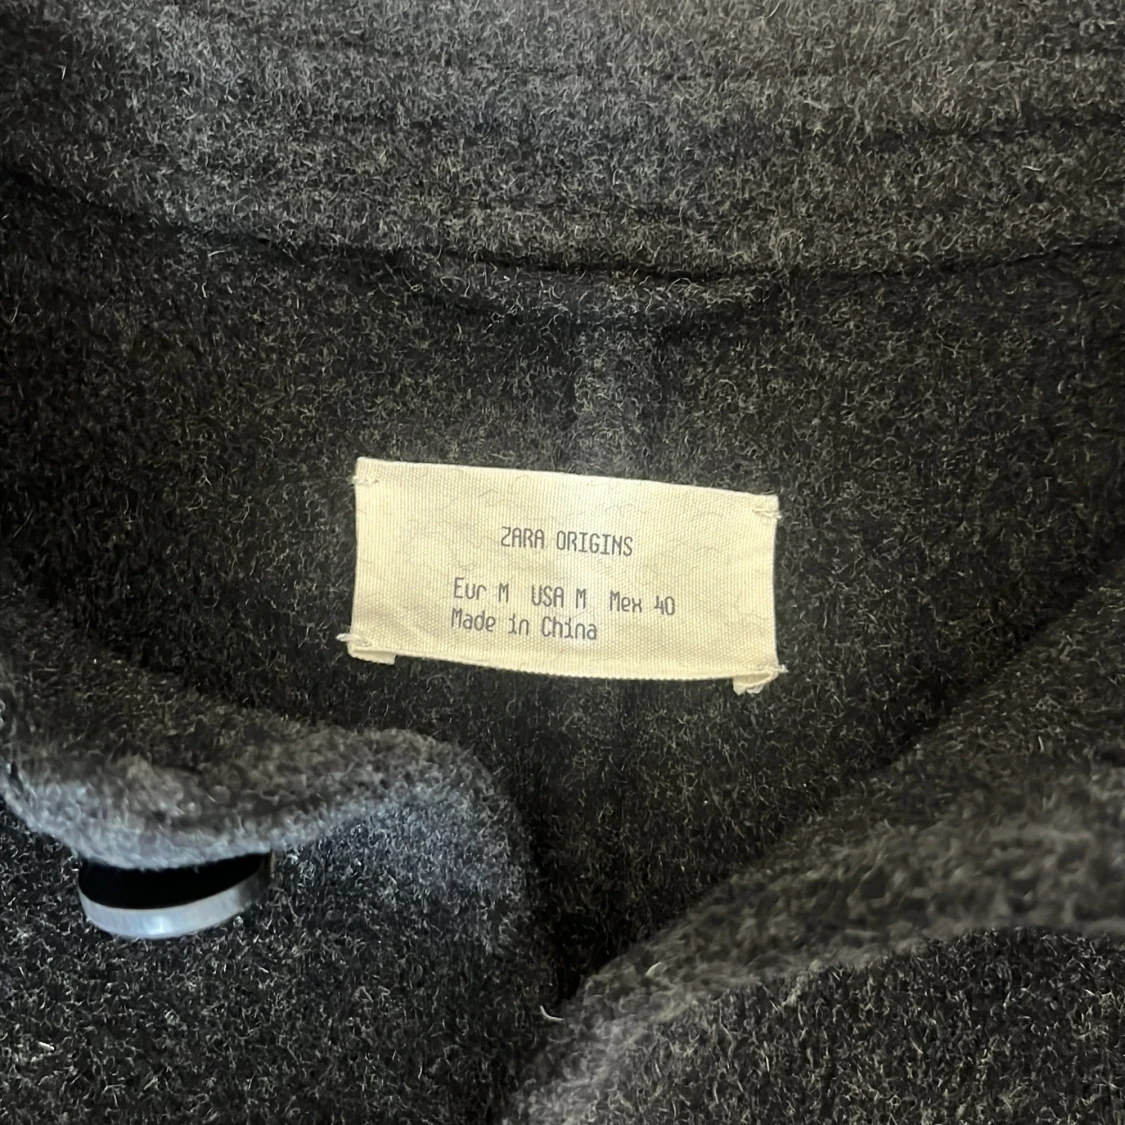 ZARA ORIGINS
Eur M USA M Mex 40
Made in China